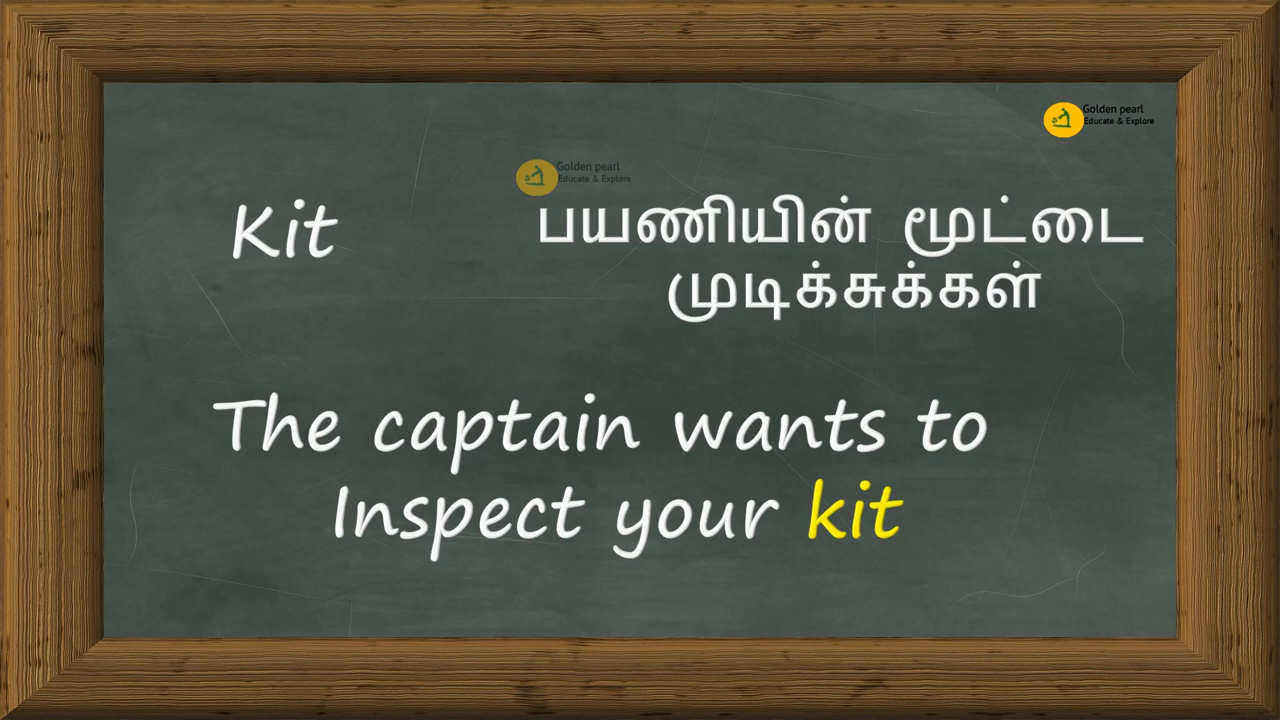 Golden pearl
Educate & Explore
Golden pearl
Educate & Explore
Kit
பயணியின் மூட்டை
முடிச்சுக்கள்
The captain wants to
Inspect your kit